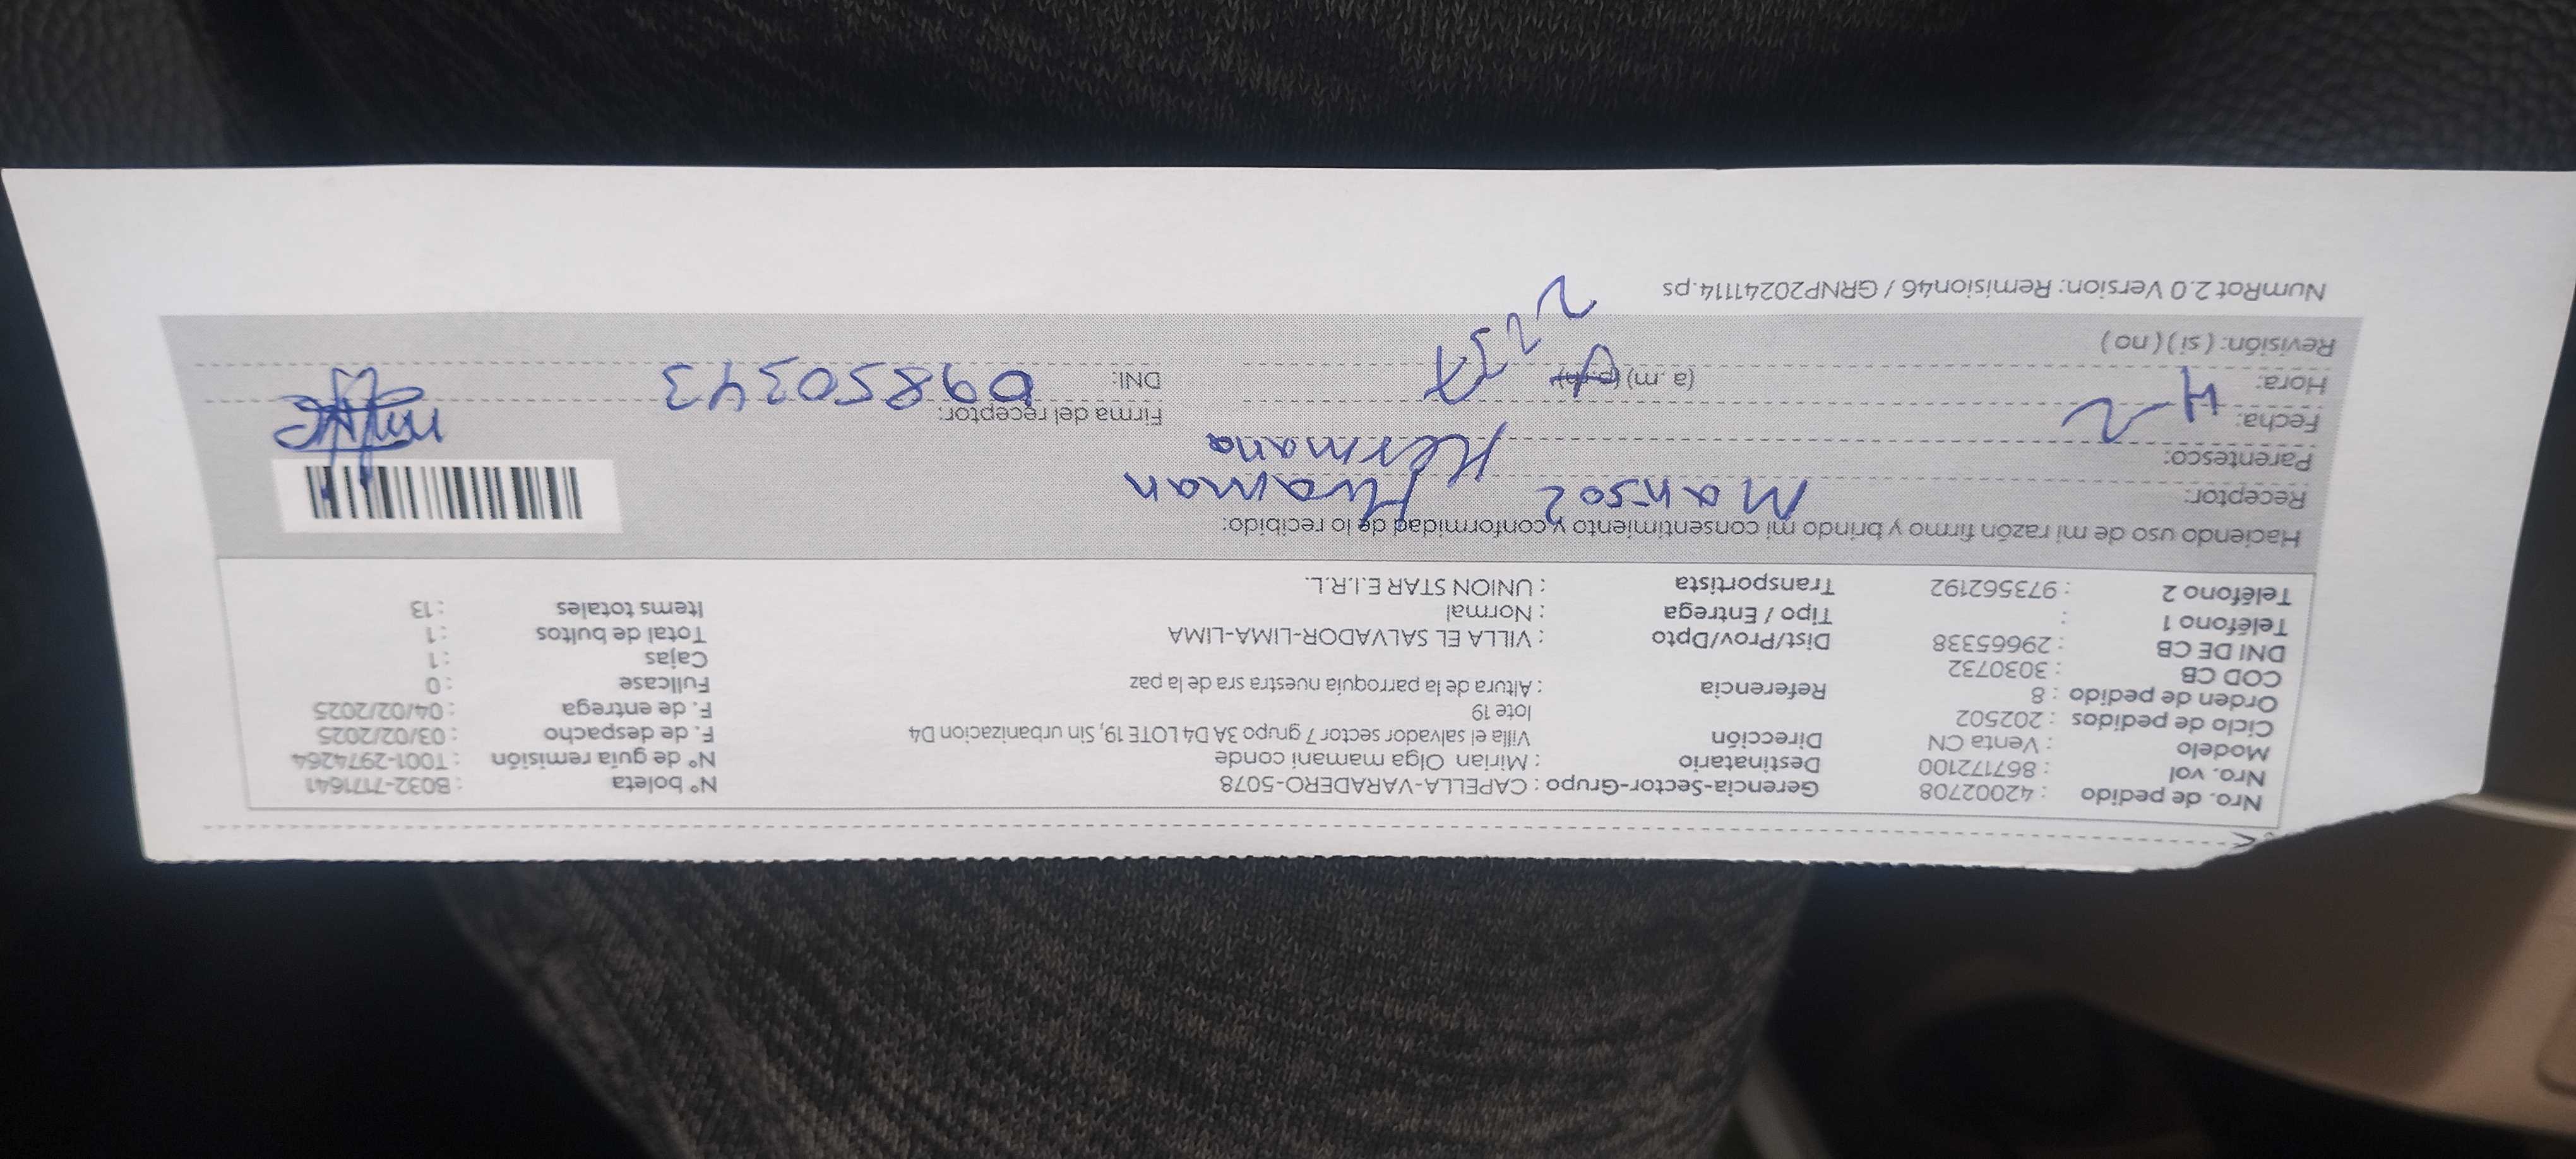 Nro. de pedido : 42002708 Gerencia-Sector-Grupo : CAPELLA-VARADERO-5078 N° boleta : B032-7171641
Nro. vol : 867172100 Destinatario : Mirian Olga mamani conde N° de guía remisión : T001-2974264
Modelo : Venta CN Dirección Villa el salvador sector 7 grupo 3A D4 LOTE 19, Sin urbanizacion D4 F. de despacho : 03/02/2025
Ciclo de pedidos : 202502 lote 19 F. de entrega : 04/02/2025
Orden de pedido : 8 Referencia : Altura de la parroquia nuestra sra de la paz Fullcase : 0
COD CB : 3030732 Cajas : 1
DNI DE CB : 29665338 Dist/Prov/Dpto : VILLA EL SALVADOR-LIMA-LIMA Total de bultos : 1
Teléfono 1 : Tipo / Entrega : Normal Items totales : 13
Teléfono 2 : 973562192 Transportista : UNION STAR E.I.R.L.
Haciendo uso de mi razón firmo y brindo mi consentimiento y conformidad de lo recibido:
Receptor: Huaman
Parentesco: Hermana
Fecha: 4-2 Firma del receptor:
Hora: (a.m) (p.m) DNI: 09850343
Revisión: ( si ) ( no )
NumRot 2.0 Version: Remision46 / GRNP20241114.ps